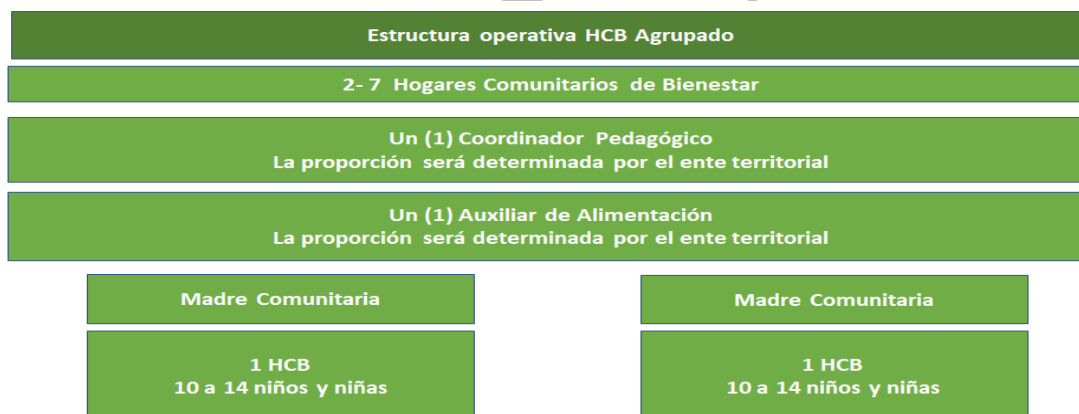 Estructura operativa HCB Agrupado
2- 7 Hogares Comunitarios de Bienestar
Un (1) Coordinador Pedagógico
La proporción será determinada por el ente territorial
Un (1) Auxiliar de Alimentación
La proporción será determinada por el ente territorial
Madre Comunitaria
Madre Comunitaria
1 HCB
10 a 14 niños y niñas
1 HCB
10 a 14 niños y niñas